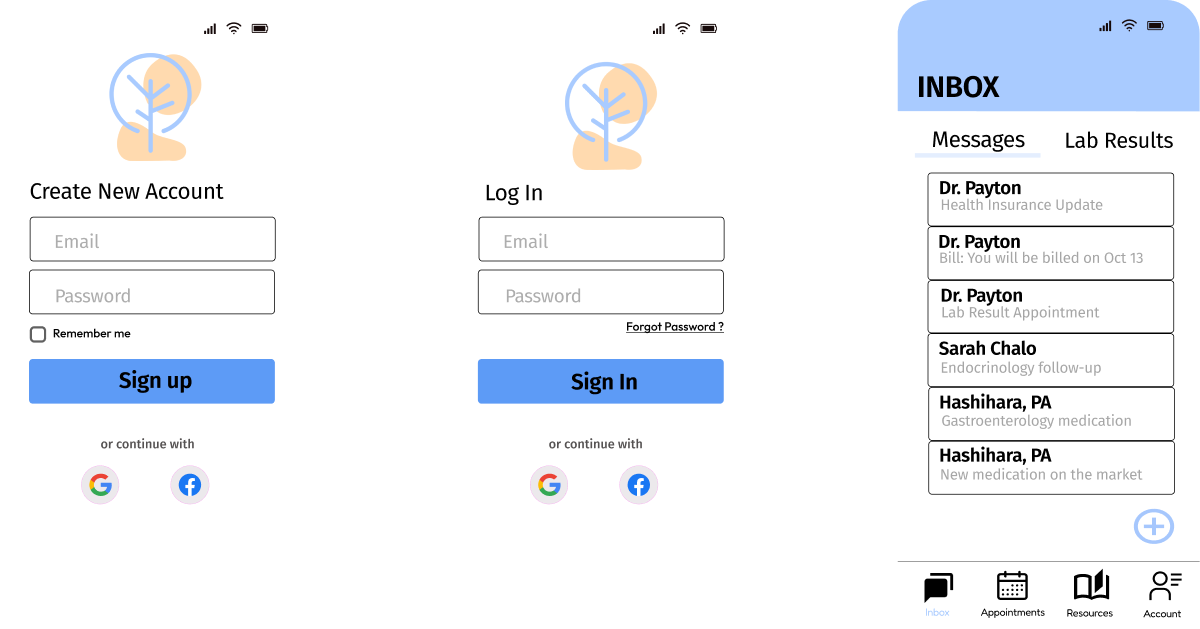 Create New Account
Email
Password
Remember me
Sign up
or continue with
Log In
Email
Password
Forgot Password ?
Sign In
or continue with
INBOX
Messages
Lab Results
Dr. Payton
Health Insurance Update
Dr. Payton
Bill: You will be billed on Oct 13
Dr. Payton
Lab Result Appointment
Sarah Chalo
Endocrinology follow-up
Hashihara, PA
Gastroenterology medication
Hashihara, PA
New medication on the market
Inbox
Appointments
Resources
Account